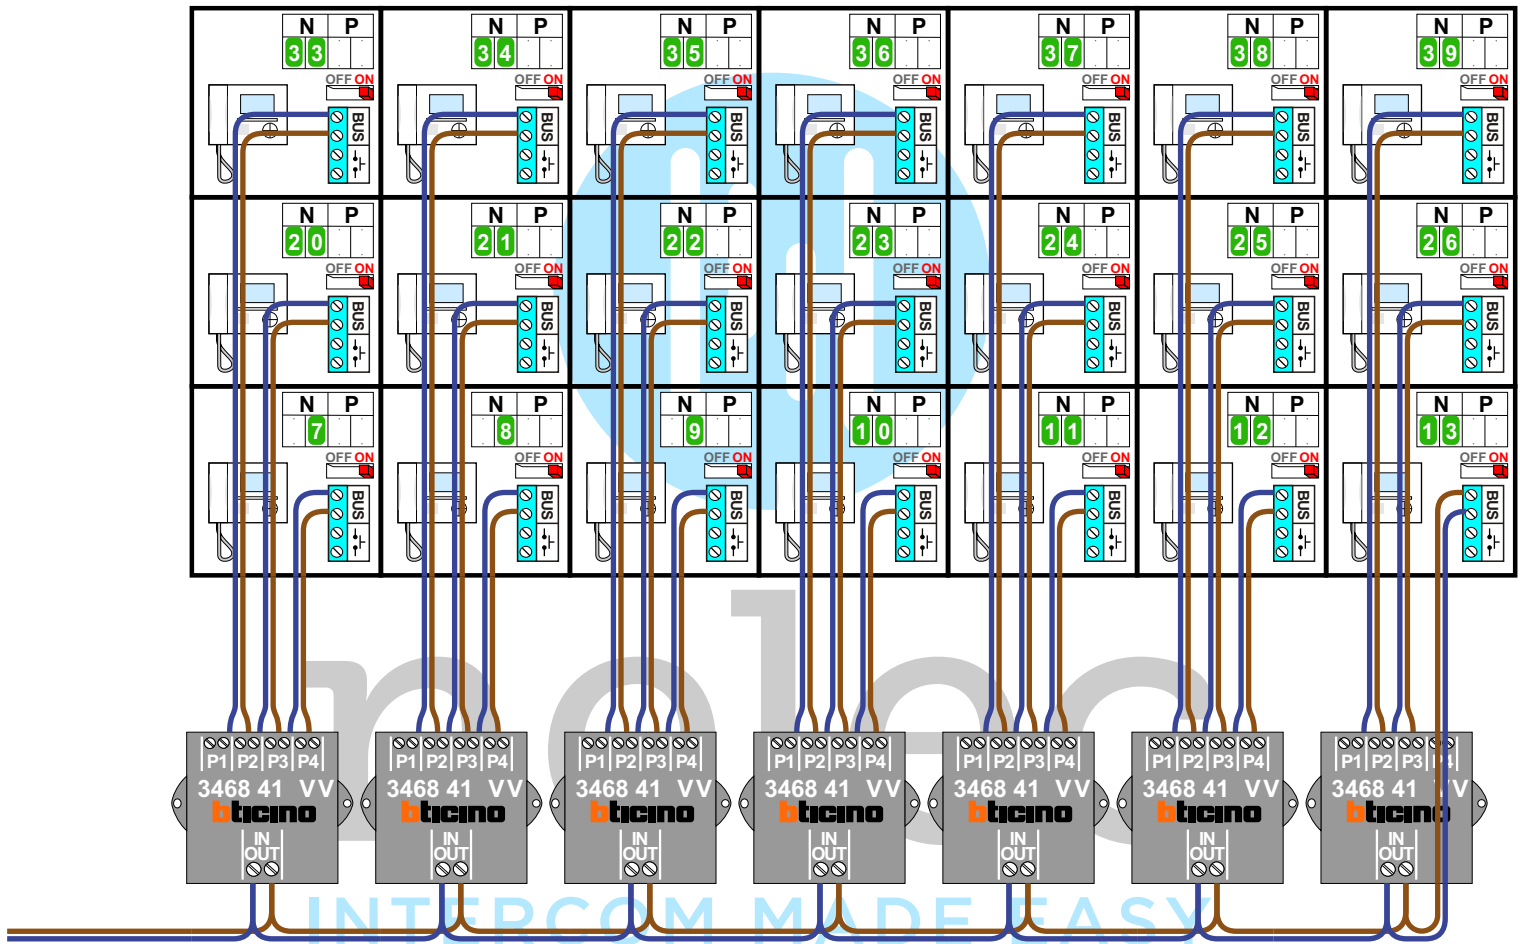 N P N P N P N P N P N P N P
33 34 35 36 37 38 39
OFF ON OFF ON OFF ON OFF ON OFF ON OFF ON OFF ON
BUS BUS BUS BUS BUS BUS BUS
N P N P N P N P N P N P N P
20 21 22 23 24 25 26
OFF ON OFF ON OFF ON OFF ON OFF ON OFF ON OFF ON
BUS BUS BUS BUS BUS BUS BUS
N P N P N P N P N P N P N P
7 8 9 10 11 12 13
OFF ON OFF ON OFF ON OFF ON OFF ON OFF ON OFF ON
BUS BUS BUS BUS BUS BUS BUS
P1 P2 P3 P4 P1 P2 P3 P4 P1 P2 P3 P4 P1 P2 P3 P4 P1 P2 P3 P4 P1 P2 P3 P4 P1 P2 P3 P4
3468 41 VV 3468 41 VV 3468 41 VV 3468 41 VV 3468 41 VV 3468 41 VV 3468 41 V
bticino bticino bticino bticino bticino bticino bticino
IN IN IN IN IN IN IN
OUT OUT OUT OUT OUT OUT OUT
INTERCOM MADE EASY